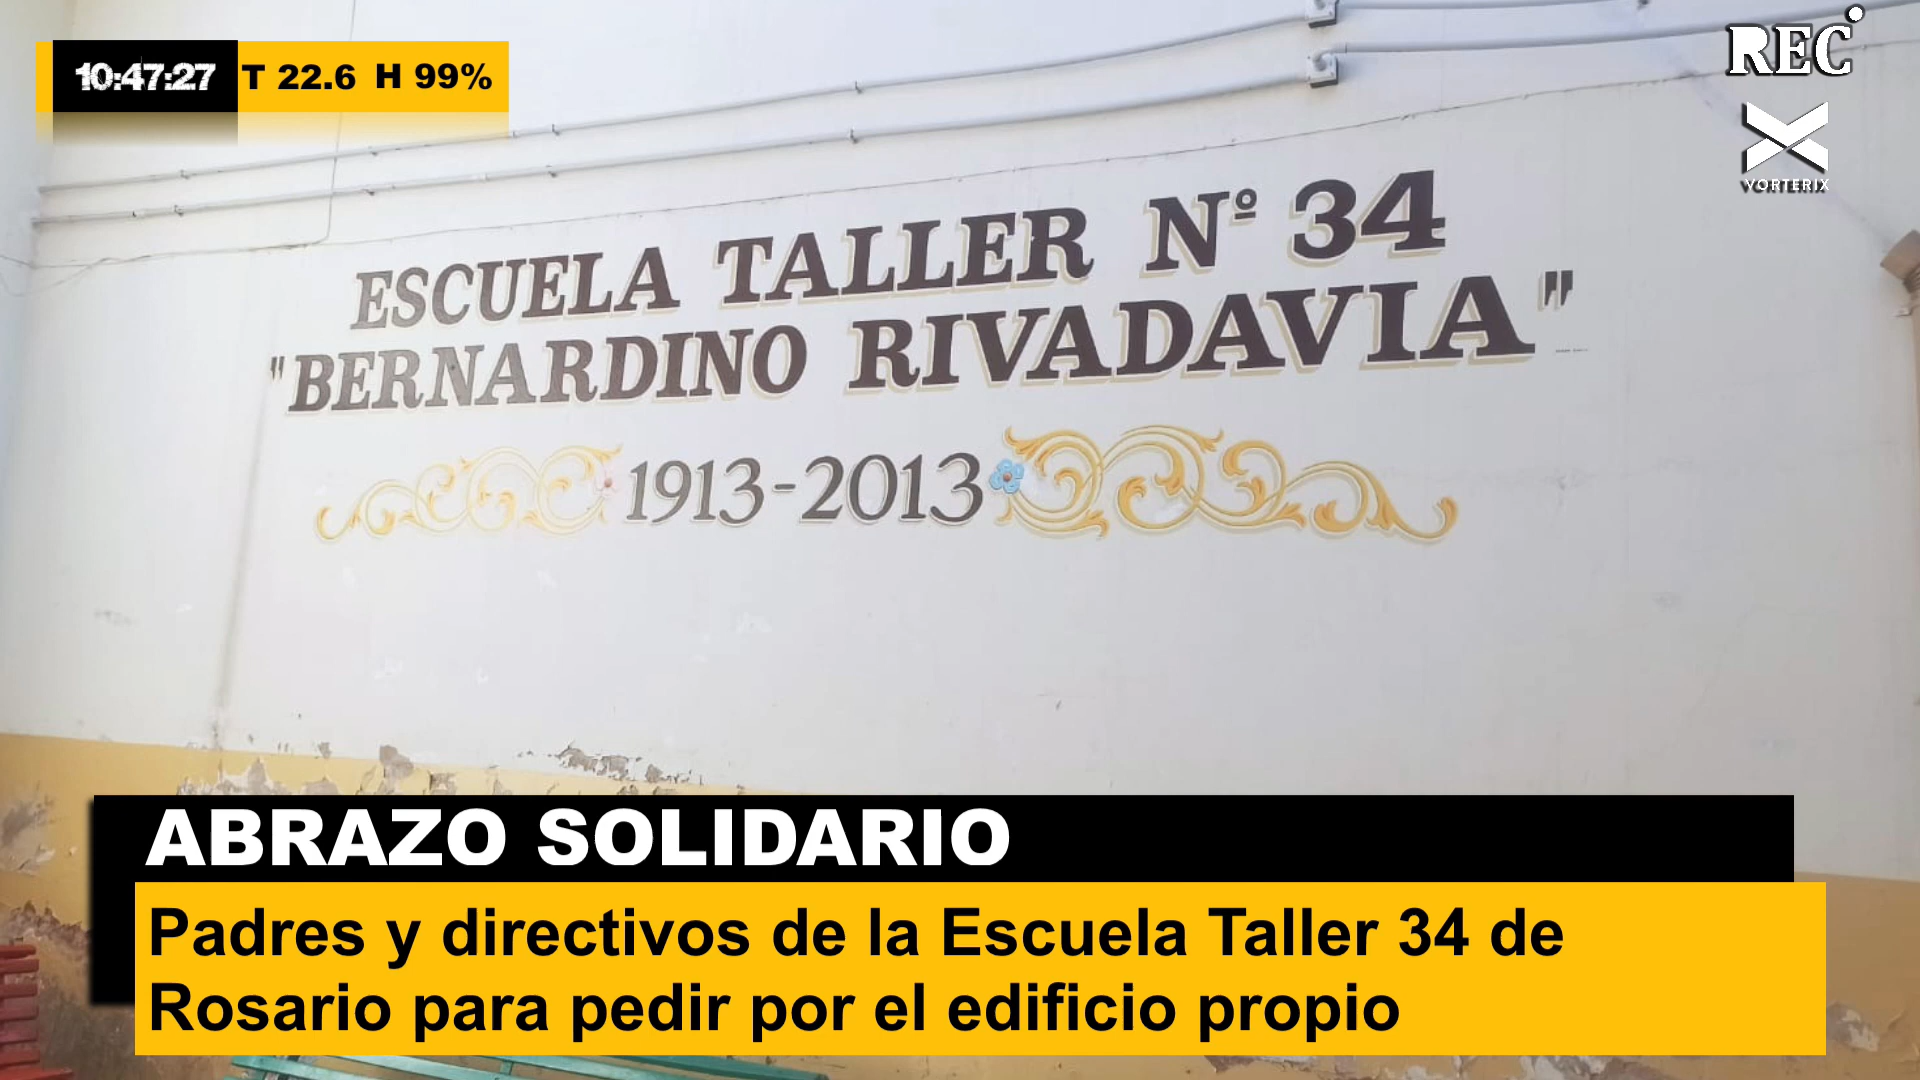 10:47:27 T 22.6 H 99%
REC
VORTERIX
ESCUELA TALLER Nº 34
"BERNARDINO RIVADAVIA"
1913-2013
ABRAZO SOLIDARIO
Padres y directivos de la Escuela Taller 34 de
Rosario para pedir por el edificio propio